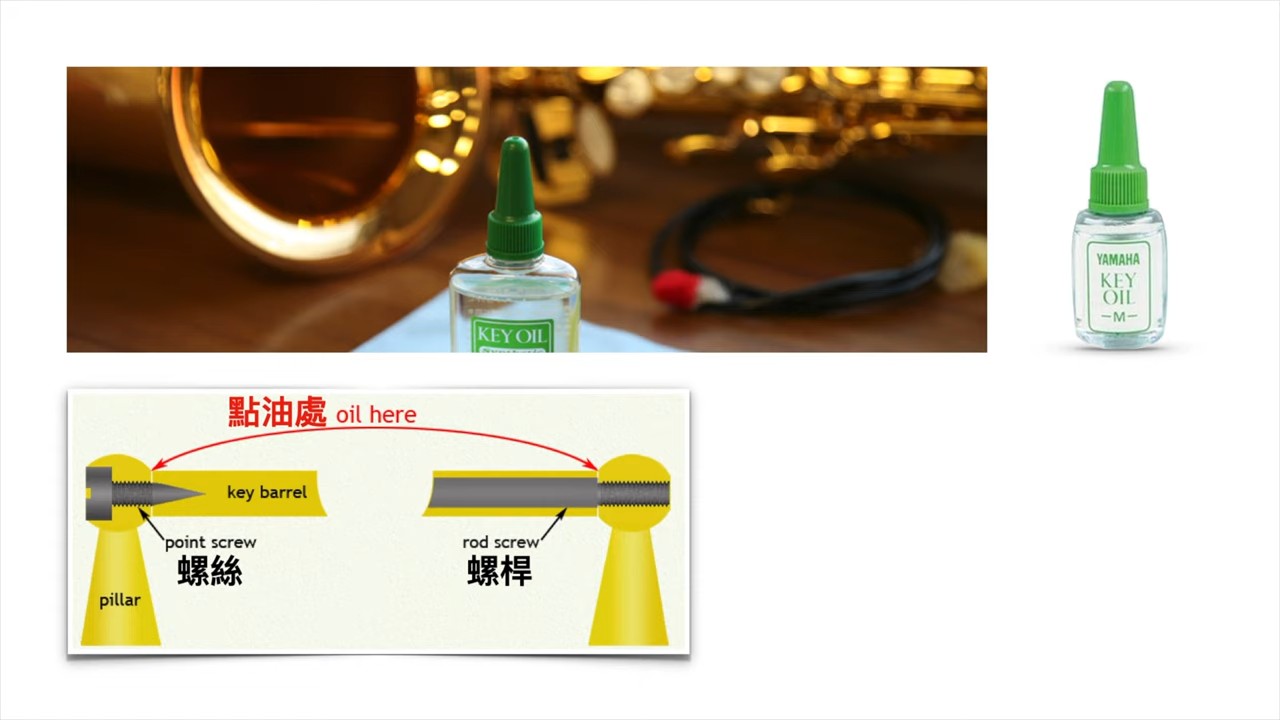 KEY OIL
YAMAHA
KEY
OIL
-M-
點油處 oil here
key barrel
point screw
螺絲
rod screw
螺桿
pillar